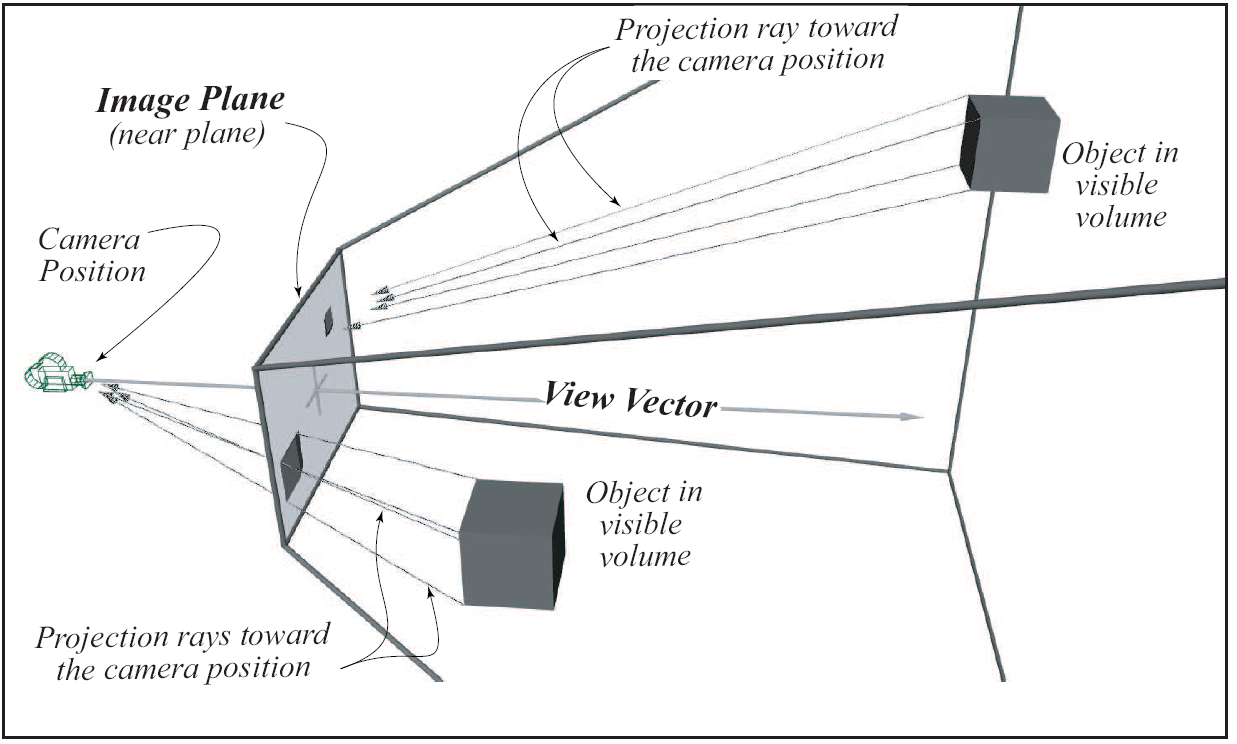 Projection ray toward
the camera position
Image Plane
(near plane)
Object in
visible
volume
Camera
Position
View Vector
Object in
visible
volume
Projection rays toward
the camera position